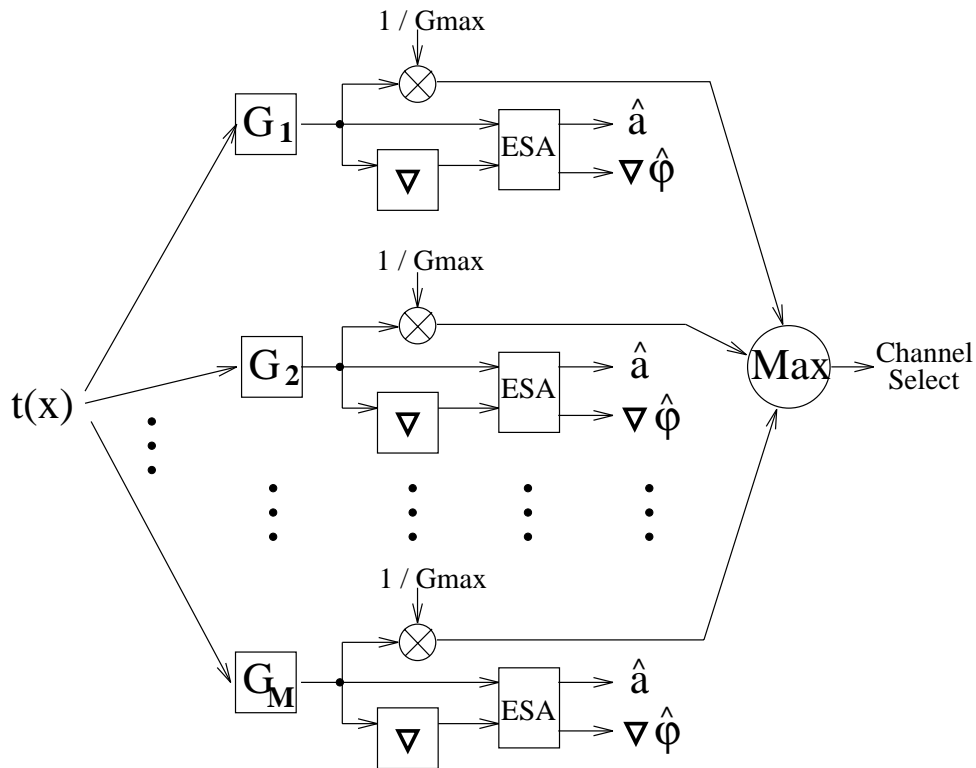 1 / Gmax
G1
ESA
â
∇
∇ φ̂
1 / Gmax
G2
ESA
â
∇
∇ φ̂
Max
Channel
Select
t(x)
1 / Gmax
GM
ESA
â
∇
∇ φ̂